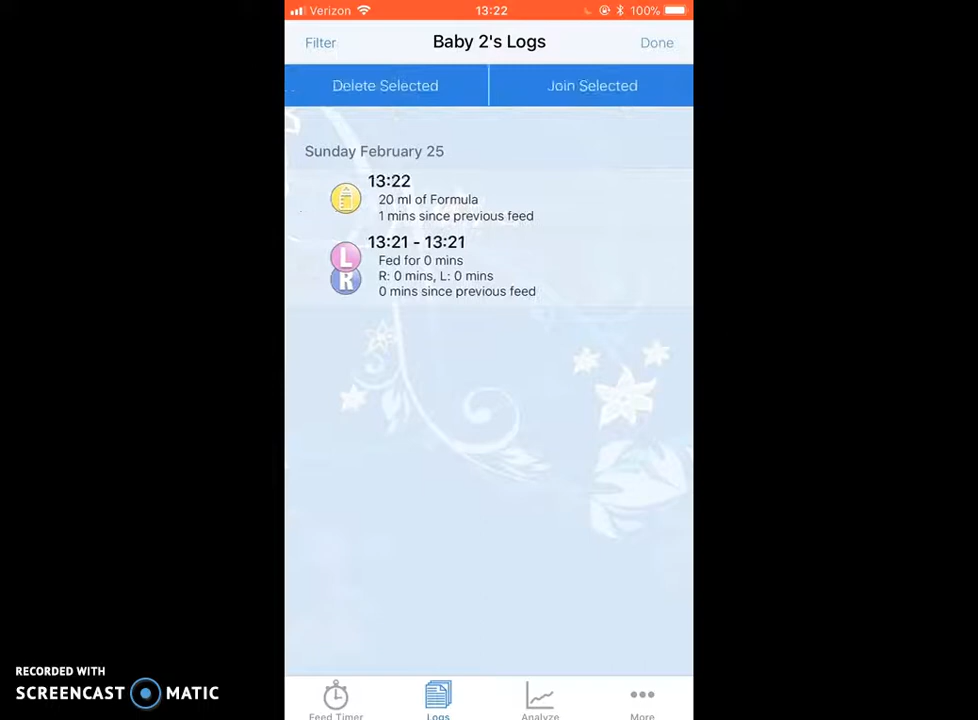 Verizon 13:22 100%
Filter Baby 2's Logs Done
Delete Selected Join Selected
Sunday February 25
13:22
20 ml of Formula
1 mins since previous feed
13:21 - 13:21
L
R
Fed for 0 mins
R: 0 mins, L: 0 mins
0 mins since previous feed
RECORDED WITH
SCREENCAST MATIC
Feed Timer Logs Analyze More